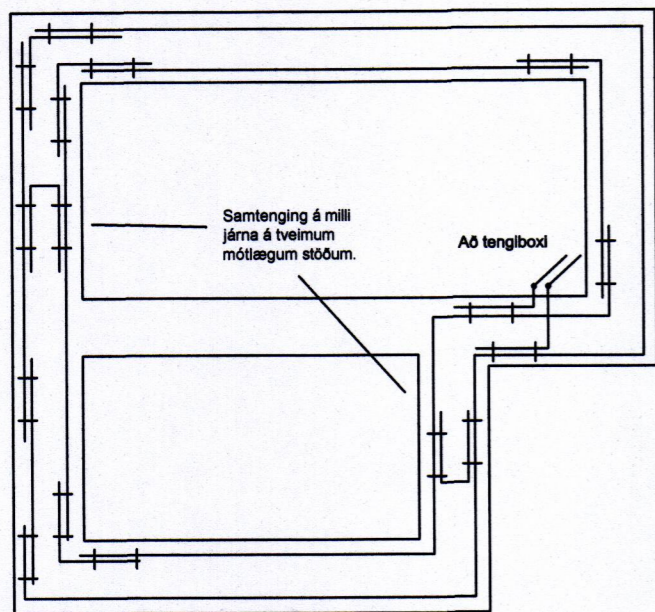 Samtenging á milli
járna á tveimum
mótlægum stöðum.
Að tengiboxi